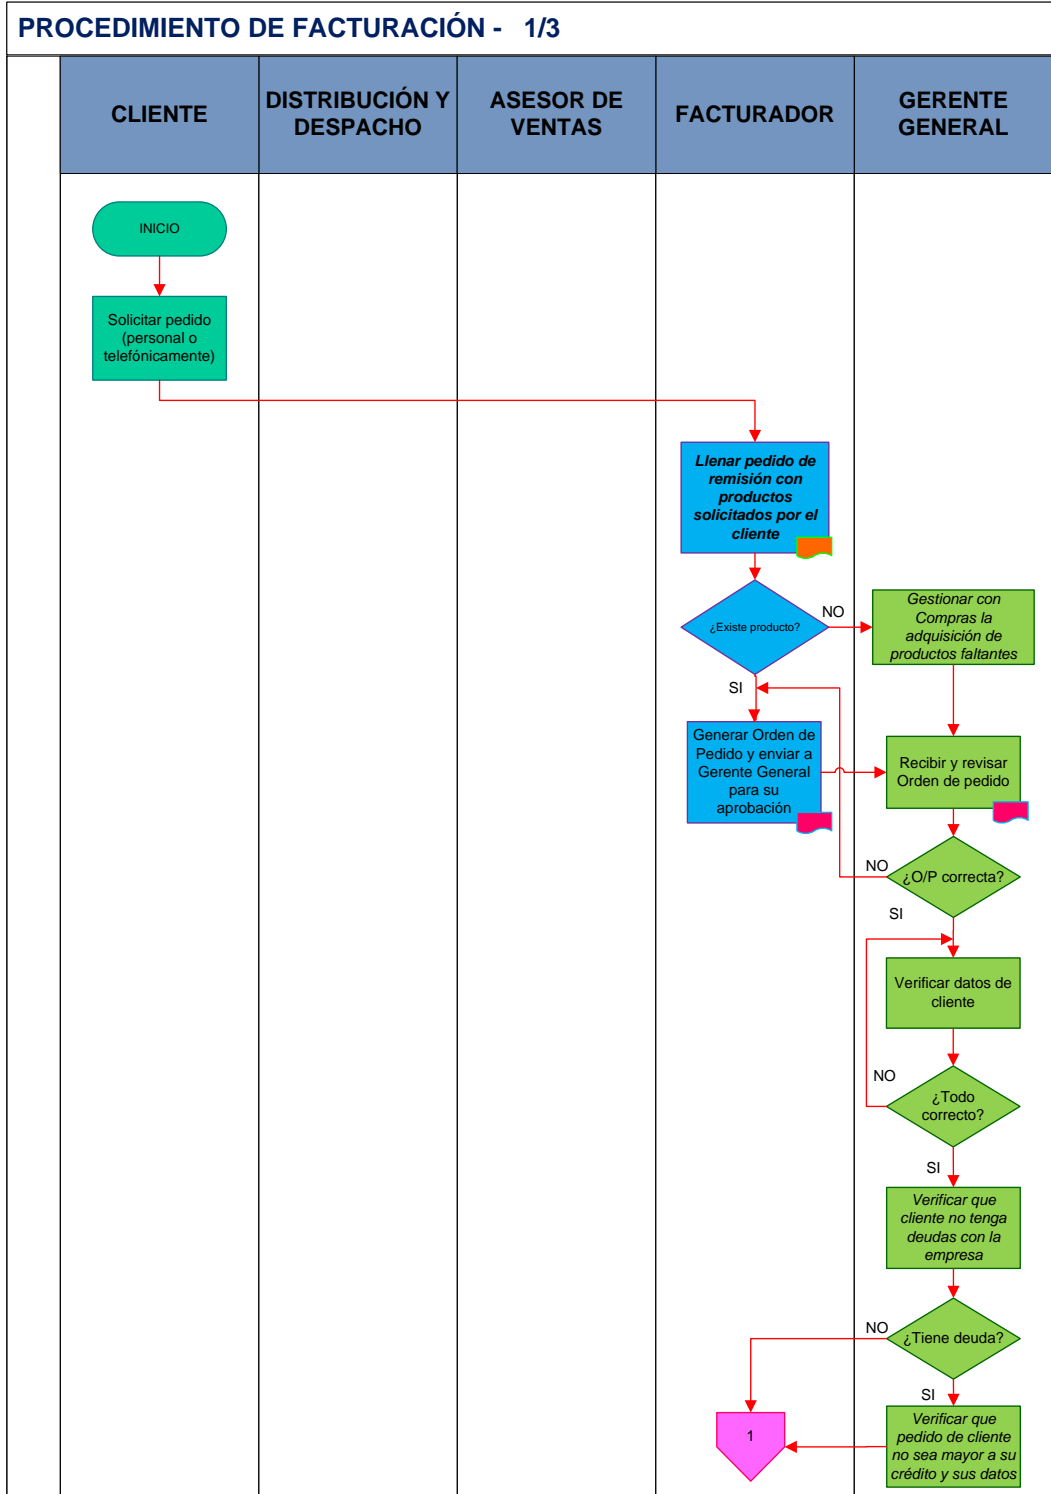 PROCEDIMIENTO DE FACTURACIÓN - 1/3
CLIENTE
DISTRIBUCIÓN Y
DESPACHO
ASESOR DE
VENTAS
FACTURADOR
GERENTE
GENERAL
INICIO
Solicitar pedido
(personal o
telefónicamente)
Llenar pedido de
remisión con
productos
solicitados por el
cliente
¿Existe producto?
NO
Gestionar con
Compras la
adquisición de
productos faltantes
SI
Generar Orden de
Pedido y enviar a
Gerente General
para su
aprobación
Recibir y revisar
Orden de pedido
NO
¿O/P correcta?
SI
Verificar datos de
cliente
NO
¿Todo
correcto?
SI
Verificar que
cliente no tenga
deudas con la
empresa
NO
¿Tiene deuda?
SI
1
Verificar que
pedido de cliente
no sea mayor a su
crédito y sus datos